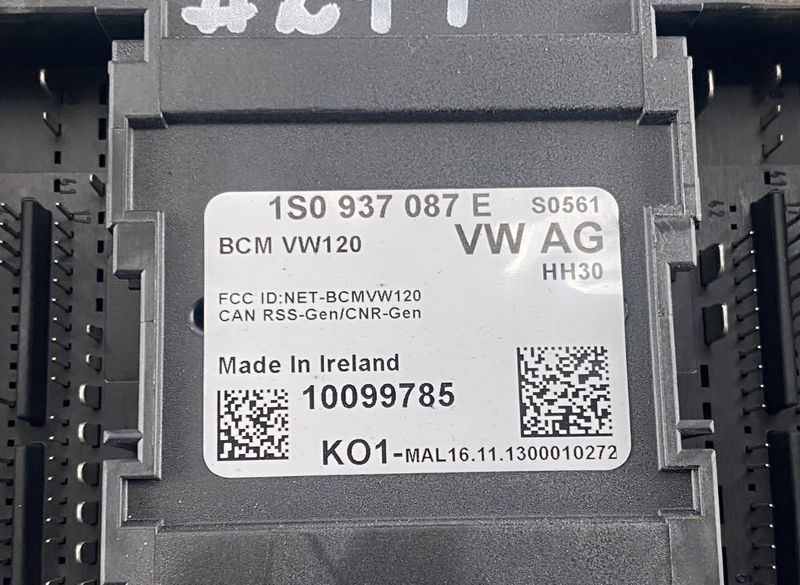 1S0 937 087 E S0561
BCM VW120 VW AG
HH30
FCC ID:NET-BCMVW120
CAN RSS-Gen/CNR-Gen
Made In Ireland
10099785
KO1-MAL16.11.1300010272